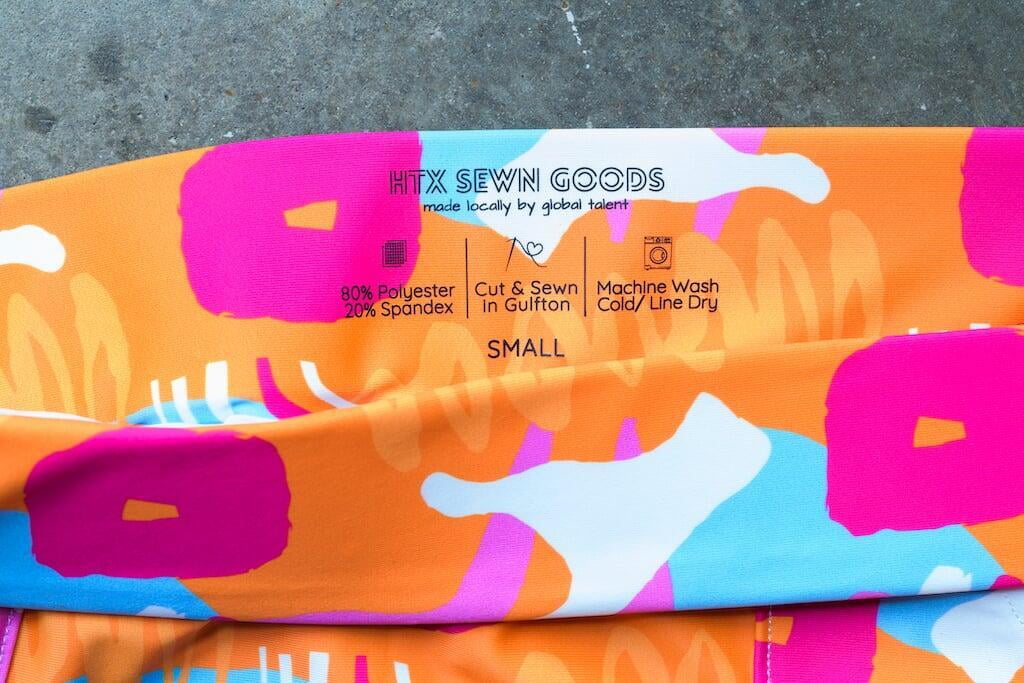 HTX SEWN GOODS
made locally by global talent
80% Polyester
20% Spandex
Cut & Sewn
in Gulfton
Machine Wash
Cold/ Line Dry
SMALL